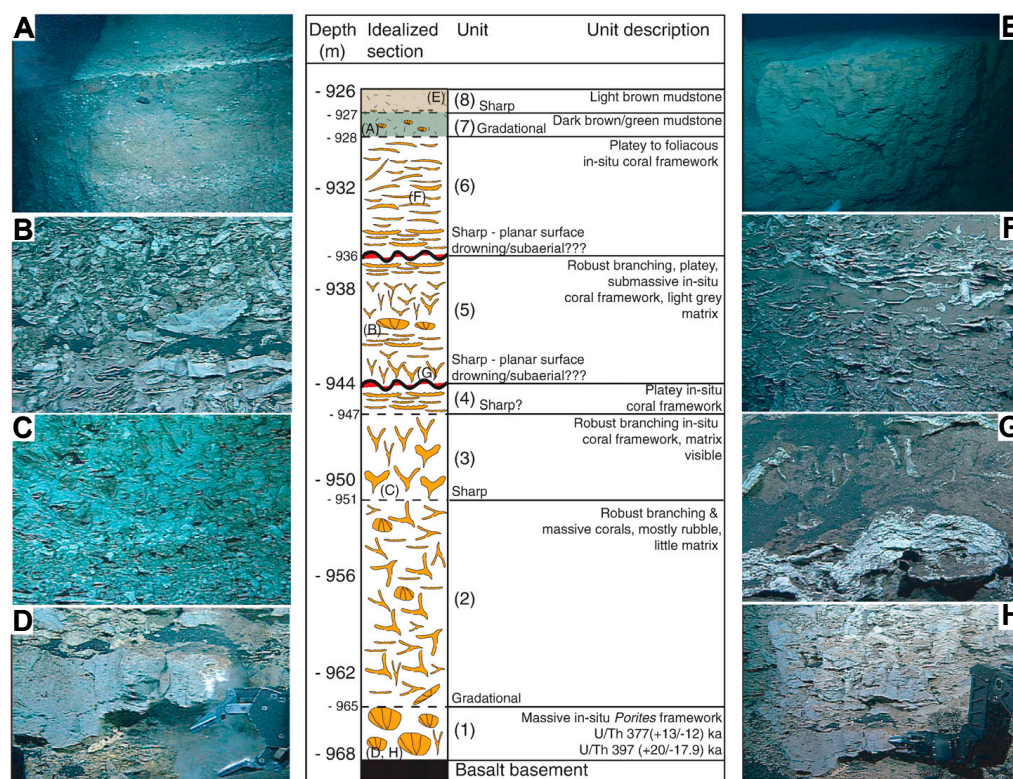 A
B
C
D
Depth
(m)
Idealized
section
Unit
Unit description
- 926
(E)
(8) Sharp
Light brown mudstone
- 927
(A)
(7) Gradational
Dark brown/green mudstone
- 928
Platey to foliacous
in-situ coral framework
- 932
(F)
(6)
Sharp - planar surface
drowning/subaerial???
- 936
Robust branching, platey,
submassive in-situ
coral framework, light grey
matrix
- 938
(5)
(B)
Sharp - planar surface
drowning/subaerial???
(G)
- 944
(4) Sharp?
Platey in-situ
coral framework
- 947
Robust branching in-situ
coral framework, matrix
visible
(3)
- 950
(C)
Sharp
- 951
Robust branching &
massive corals, mostly rubble,
little matrix
- 956
(2)
- 962
Gradational
- 965
(1)
Massive in-situ Porites framework
U/Th 377(+13/-12) ka
U/Th 397 (+20/-17.9) ka
(D, H)
- 968
Basalt basement
E
F
G
H